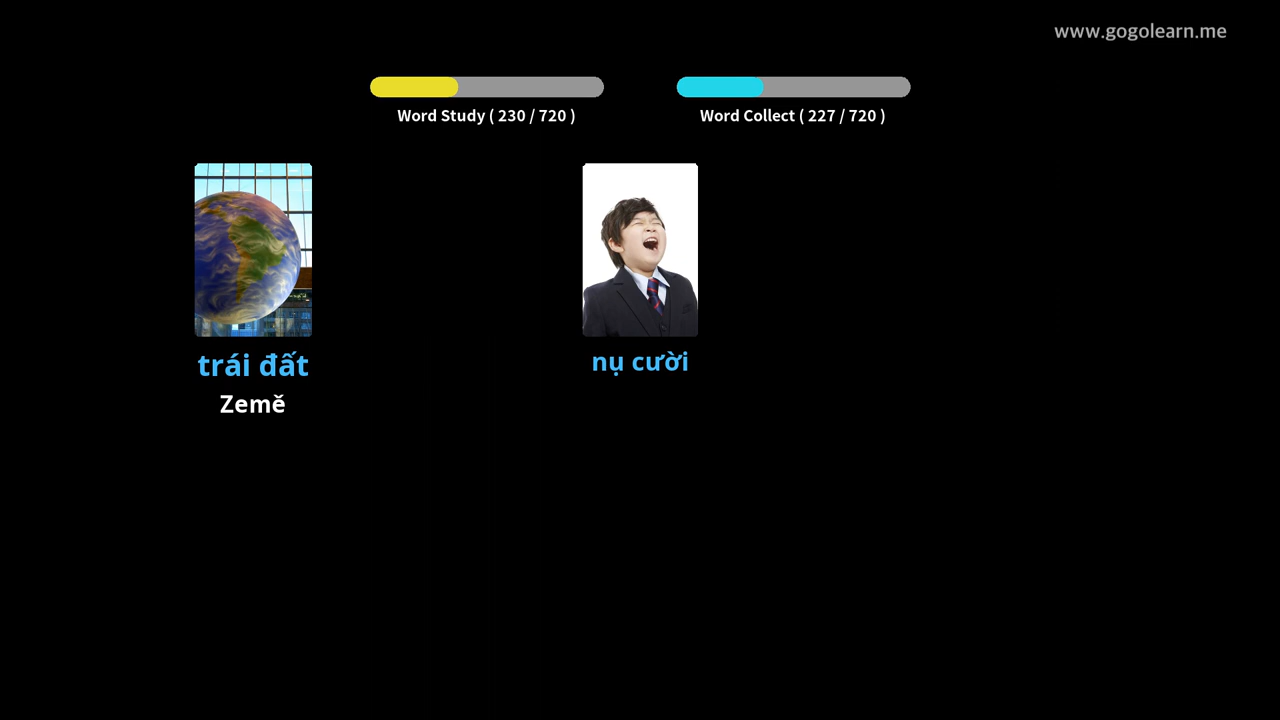 www.gogolearn.me
Word Study ( 230 / 720 )
Word Collect ( 227 / 720 )
trái đất
Země
nụ cười